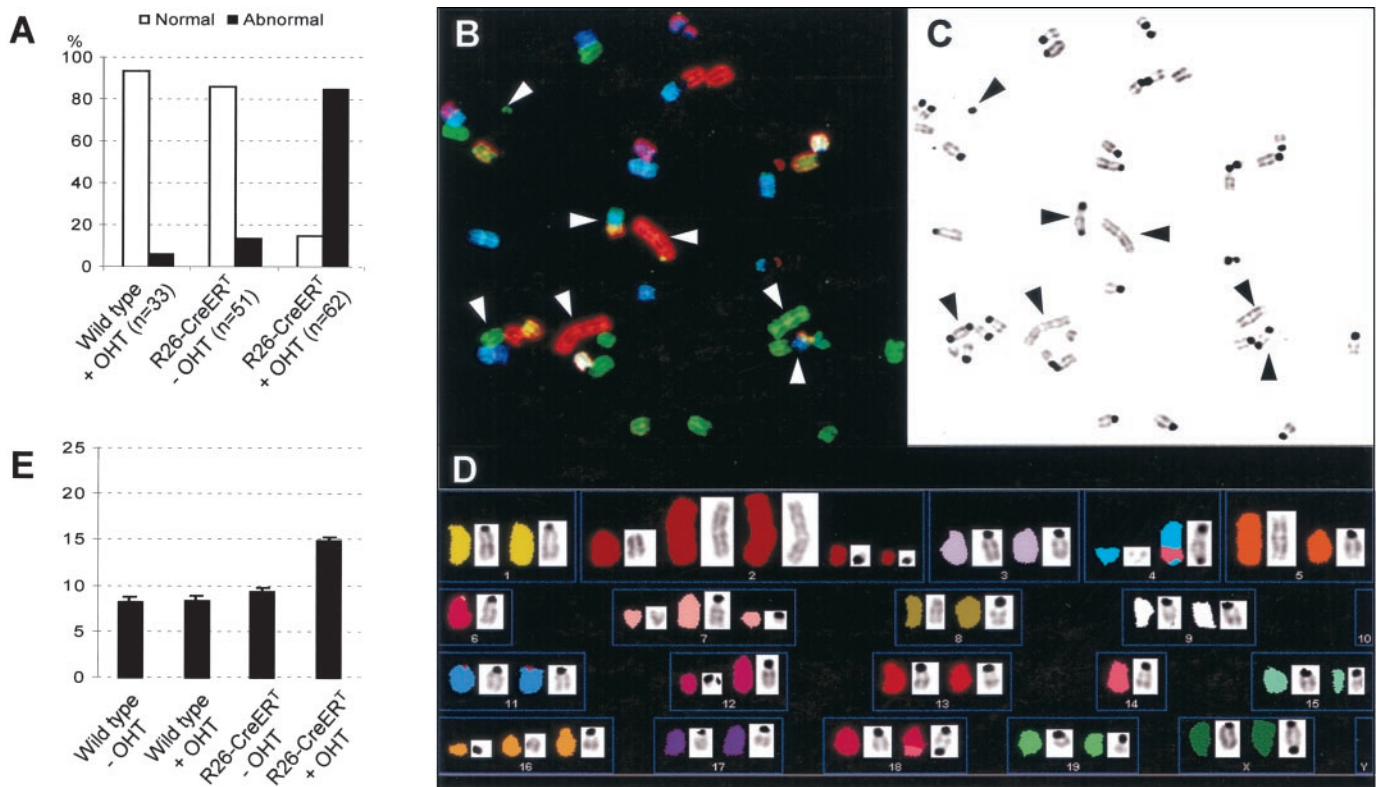 A
Normal Abnormal
%
100
80
60
40
20
0
Wild type
+ OHT (n=33)
R26-CreERᵀ
- OHT (n=51)
R26-CreERᵀ
+ OHT (n=62)
B
C
E
25
20
15
10
5
0
Wild type
- OHT
Wild type
+ OHT
R26-CreERᵀ
- OHT
R26-CreERᵀ
+ OHT
D
1 2 3 4 5
6 7 8 9 10
11 12 13 14 15
16 17 18 19 X Y